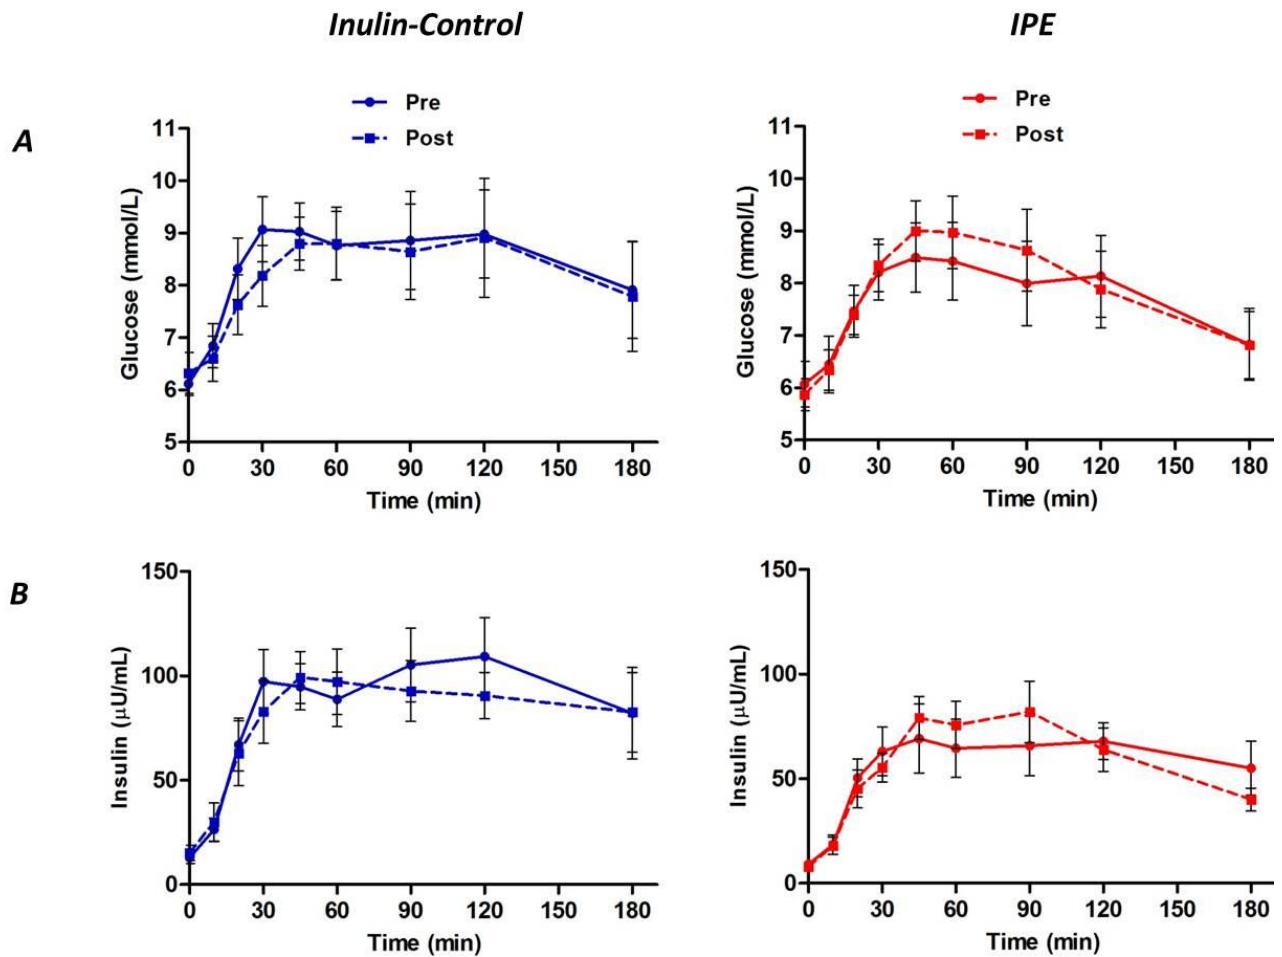 Inulin-Control
IPE
A
Pre
Post
Glucose (mmol/L)
11
10
9
8
7
6
5
0 30 60 90 120 150 180
Time (min)
Pre
Post
Glucose (mmol/L)
11
10
9
8
7
6
5
0 30 60 90 120 150 180
Time (min)
B
Insulin (μU/mL)
150
100
50
0
0 30 60 90 120 150 180
Time (min)
Insulin (μU/mL)
150
100
50
0
0 30 60 90 120 150 180
Time (min)